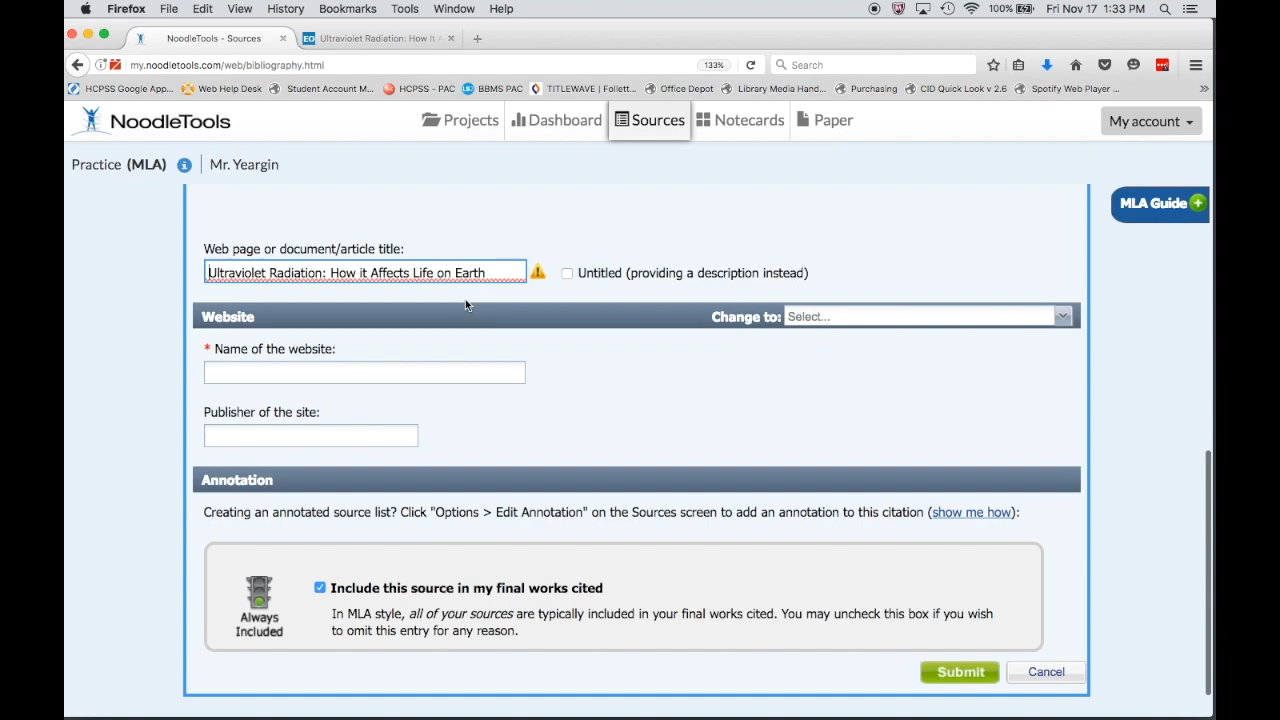 Firefox File Edit View History Bookmarks Tools Window Help 100% Fri Nov 17 1:33 PM
NoodleTools - Sources × EO Ultraviolet Radiation: How It A × +
my.noodletools.com/web/bibliography.html 133% Search
HCPSS Google App... Web Help Desk Student Account M... HCPSS - PAC BBMS PAC TITLEWAVE | Follett... Office Depot Library Media Hand... Purchasing CID Quick Look v 2.6 Spotify Web Player ... »
NoodleTools Projects Dashboard Sources Notecards Paper My account
Practice (MLA) Mr. Yeargin
MLA Guide
Web page or document/article title:
Ultraviolet Radiation: How it Affects Life on Earth Untitled (providing a description instead)
Website Change to: Select...
* Name of the website:
Publisher of the site:
Annotation
Creating an annotated source list? Click "Options > Edit Annotation" on the Sources screen to add an annotation to this citation (show me how):
Include this source in my final works cited
Always
Included
In MLA style, all of your sources are typically included in your final works cited. You may uncheck this box if you wish
to omit this entry for any reason.
Submit Cancel